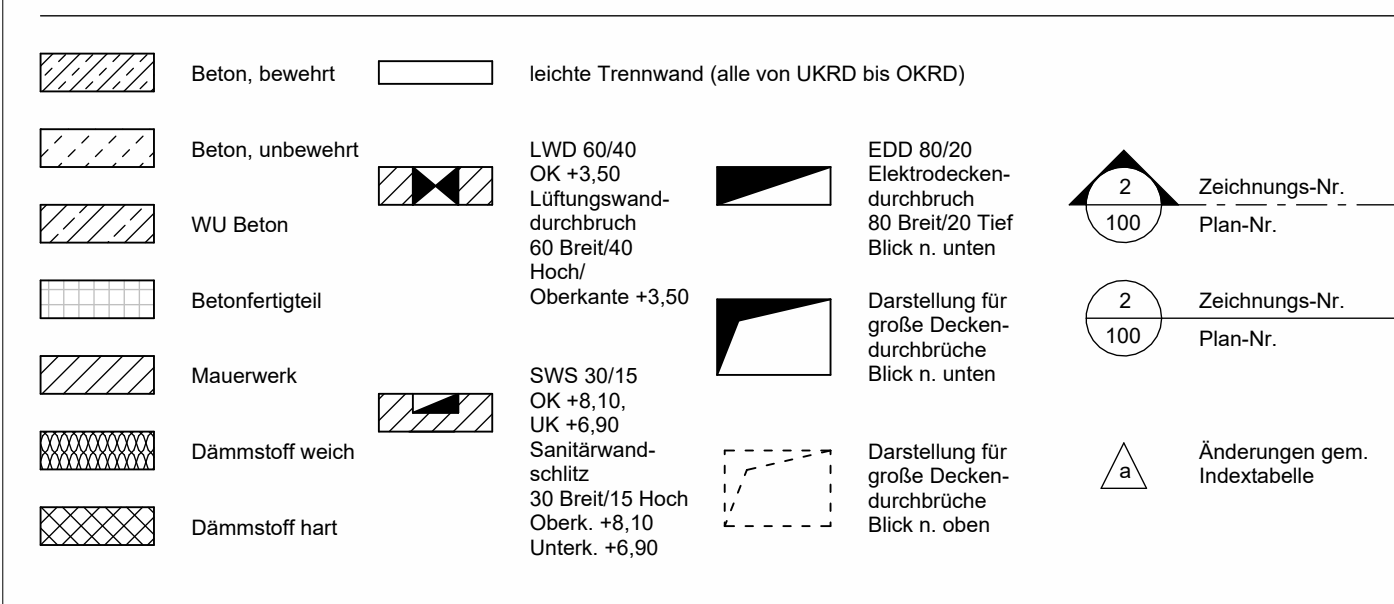 Beton, bewehrt
Beton, unbewehrt
WU Beton
Betonfertigteil
Mauerwerk
Dämmstoff weich
Dämmstoff hart
leichte Trennwand (alle von UKRD bis OKRD)
LWD 60/40
OK +3,50
Lüftungswand-
durchbruch
60 Breit/40
Hoch/
Oberkante +3,50
SWS 30/15
OK +8,10,
UK +6,90
Sanitärwand-
schlitz
30 Breit/15 Hoch
Oberk. +8,10
Unterk. +6,90
EDD 80/20
Elektrodecken-
durchbruch
80 Breit/20 Tief
Blick n. unten
Darstellung für
große Decken-
durchbrüche
Blick n. unten
Darstellung für
große Decken-
durchbrüche
Blick n. oben
2
100
Zeichnungs-Nr.
Plan-Nr.
2
100
Zeichnungs-Nr.
Plan-Nr.
a
Änderungen gem.
Indextabelle